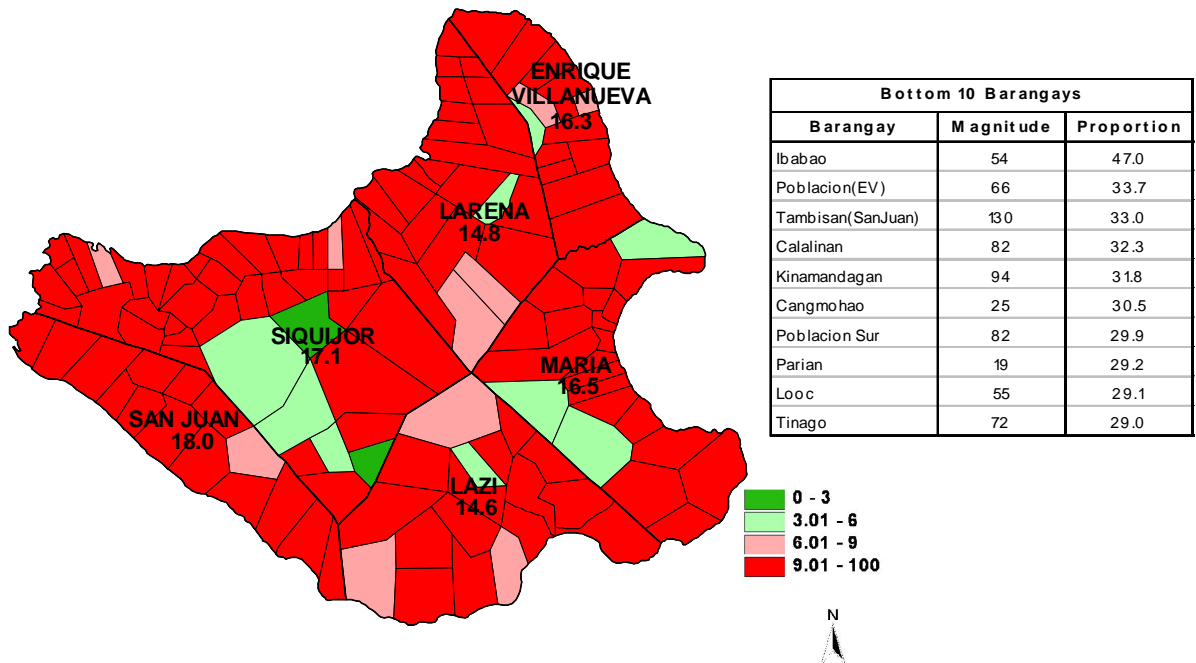 ENRIQUE
VILLANUEVA
16.3
LARENA
14.8
SIQUIJOR
17.1
MARIA
16.5
SAN JUAN
18.0
LAZI
14.6
Bottom 10 Barangays
Barangay Magnitude Proportion
Ibabao 54 47.0
Poblacion(EV) 66 33.7
Tambisan(SanJuan) 130 33.0
Calalinan 82 32.3
Kinamandagan 94 31.8
Cangmohao 25 30.5
Poblacion Sur 82 29.9
Parian 19 29.2
Looc 55 29.1
Tinago 72 29.0
0 - 3
3.01 - 6
6.01 - 9
9.01 - 100
N